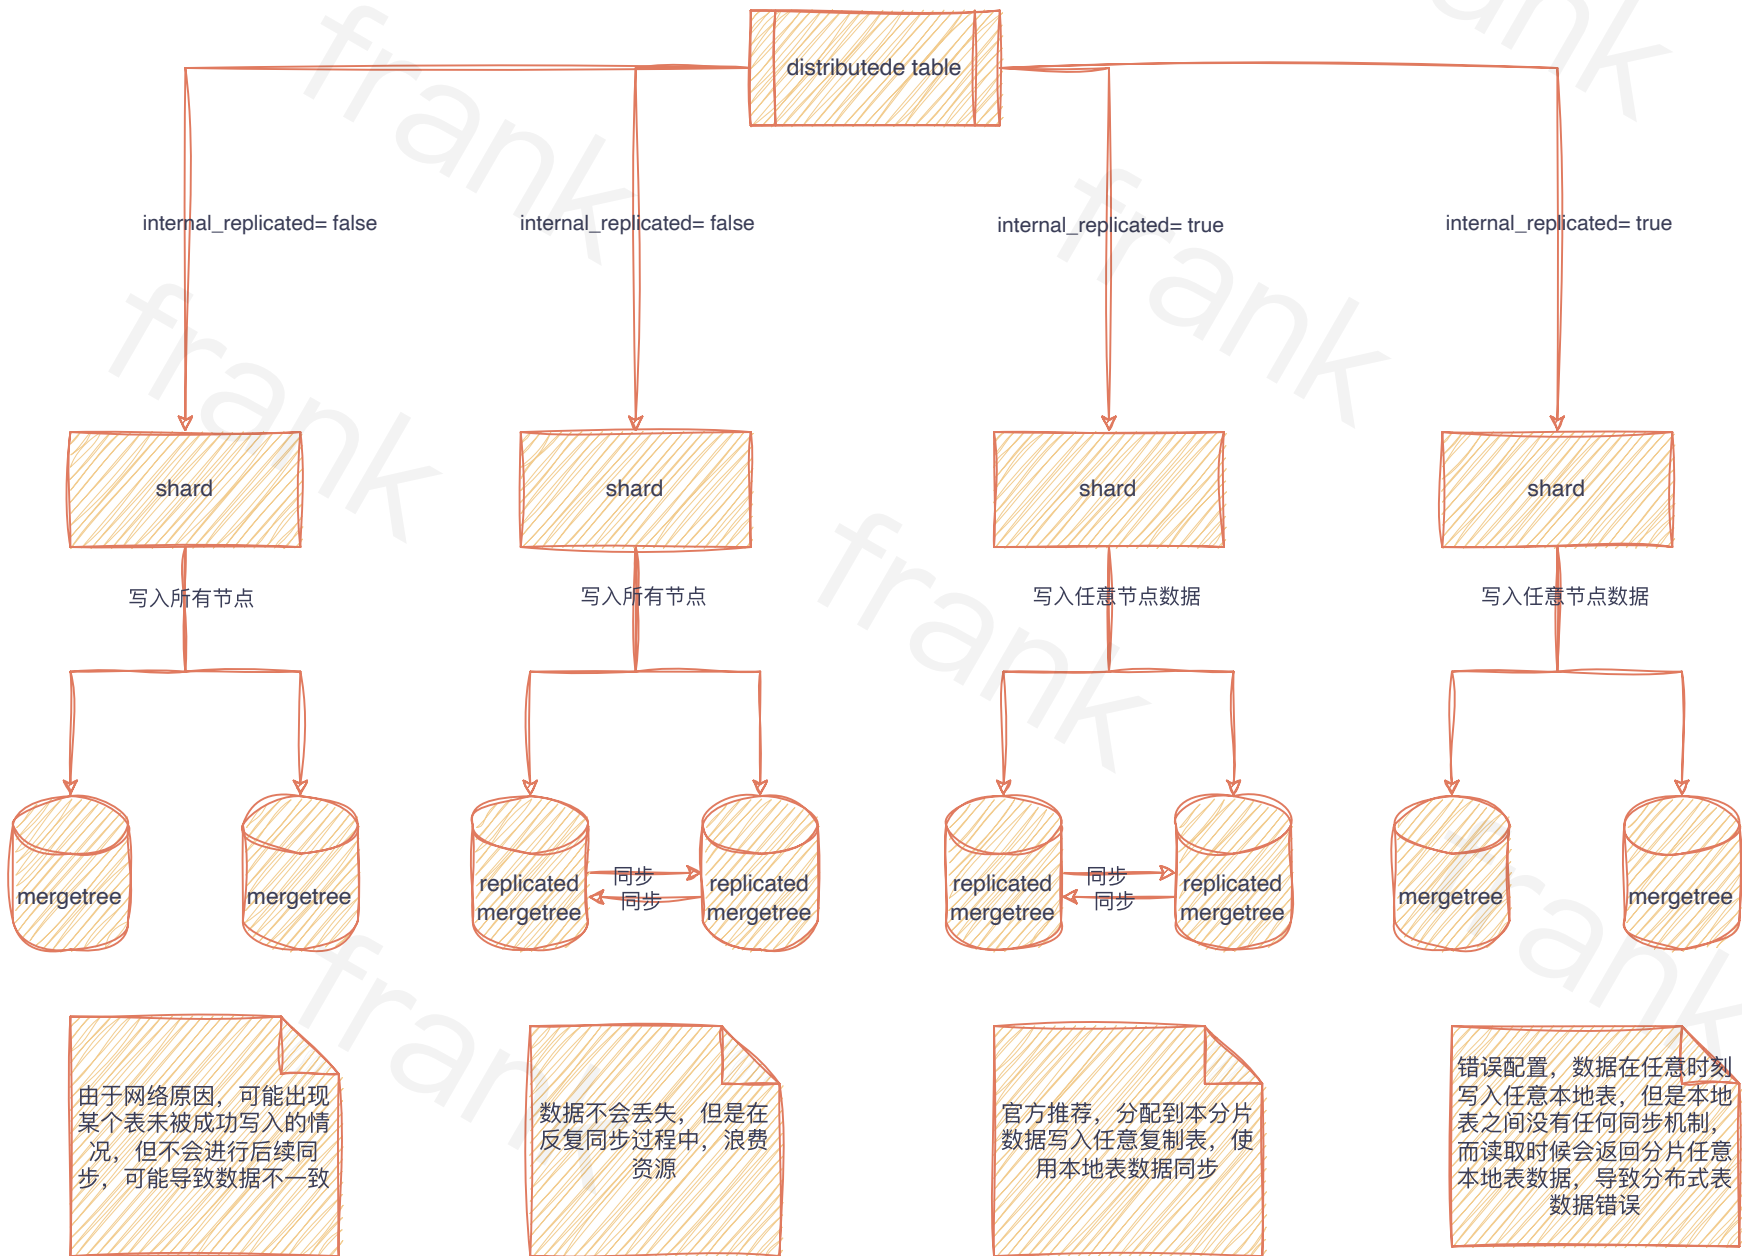 distributede table
internal_replicated= false
internal_replicated= false
internal_replicated= true
internal_replicated= true
shard
shard
shard
shard
写入所有节点
写入所有节点
写入任意节点数据
写入任意节点数据
mergetree
mergetree
replicated
mergetree
同步
同步
replicated
mergetree
replicated
mergetree
同步
同步
replicated
mergetree
mergetree
mergetree
由于网络原因，可能出现
某个表未被成功写入的情
况，但不会进行后续同
步，可能导致数据不一致
数据不会丢失，但是在
反复同步过程中，浪费
资源
官方推荐，分配到本分片
数据写入任意复制表，使
用本地表数据同步
错误配置，数据在任意时刻
写入任意本地表，但是本地
表之间没有任何同步机制，
而读取时候会返回分片任意
本地表数据，导致分布式表
数据错误
frank
frank
frank
frank
frank
frank
frank